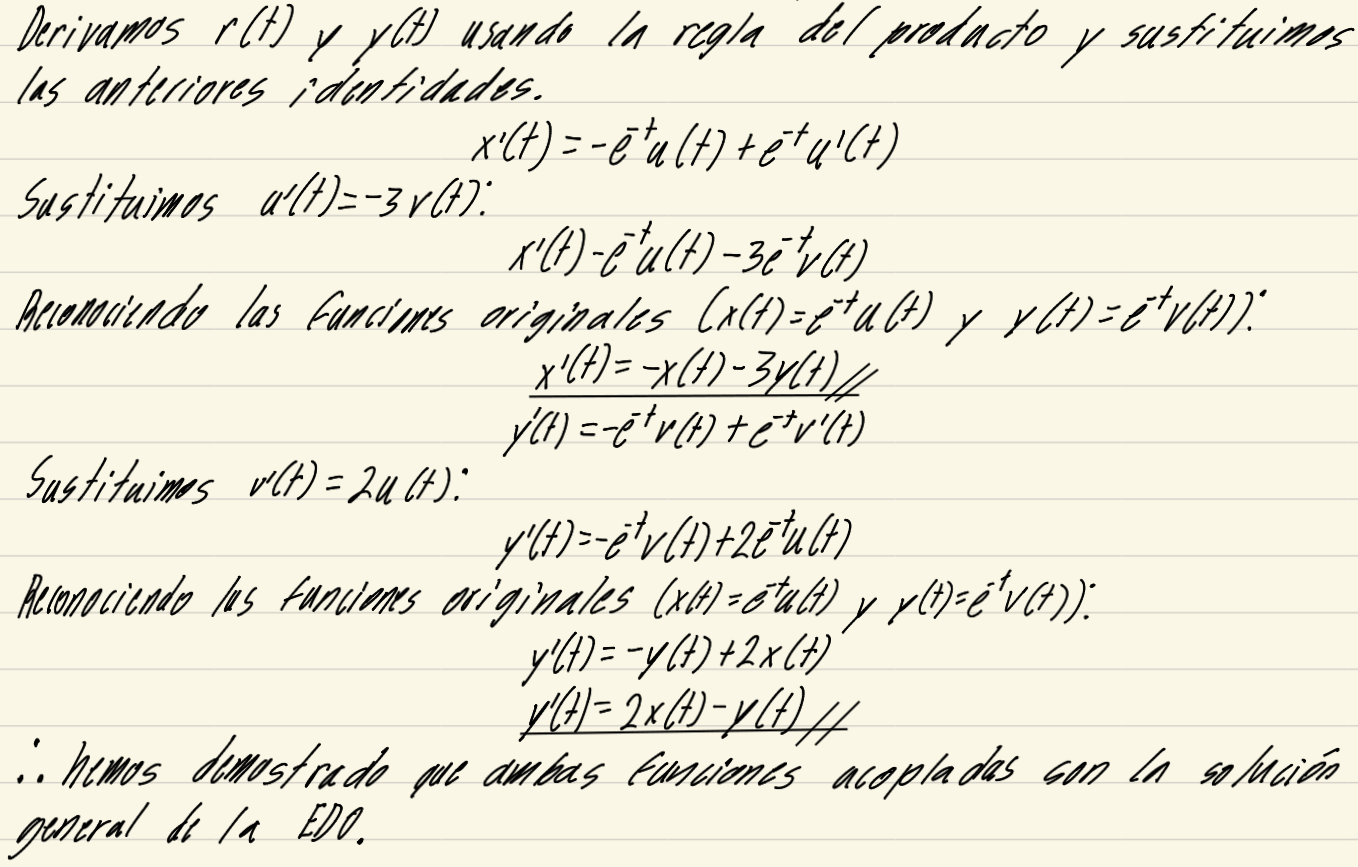 Derivamos r(t) y y(t) usando la regla del producto y sustituimos
las anteriores identidades.
x'(t) = -e^{-t}u(t) + e^{-t}u'(t)
Sustituimos u'(t)=-3v(t):
x'(t) -e^{-t}u(t) -3e^{-t}v(t)
Reconociendo las funciones originales (x(t)=e^{-t}u(t) y y(t)=e^{-t}v(t)):
x'(t) = -x(t) - 3y(t)//
y'(t) = -e^{-t}v(t) + e^{-t}v'(t)
Sustituimos v'(t) = 2u(t):
y'(t) = -e^{-t}v(t) + 2e^{-t}u(t)
Reconociendo las funciones originales (x(t)=e^{-t}u(t) y y(t)=e^{-t}v(t)):
y'(t) = -y(t) + 2x(t)
y'(t) = 2x(t) - y(t)//
∴ hemos demostrado que ambas funciones acopladas son la solución
general de la EDO.